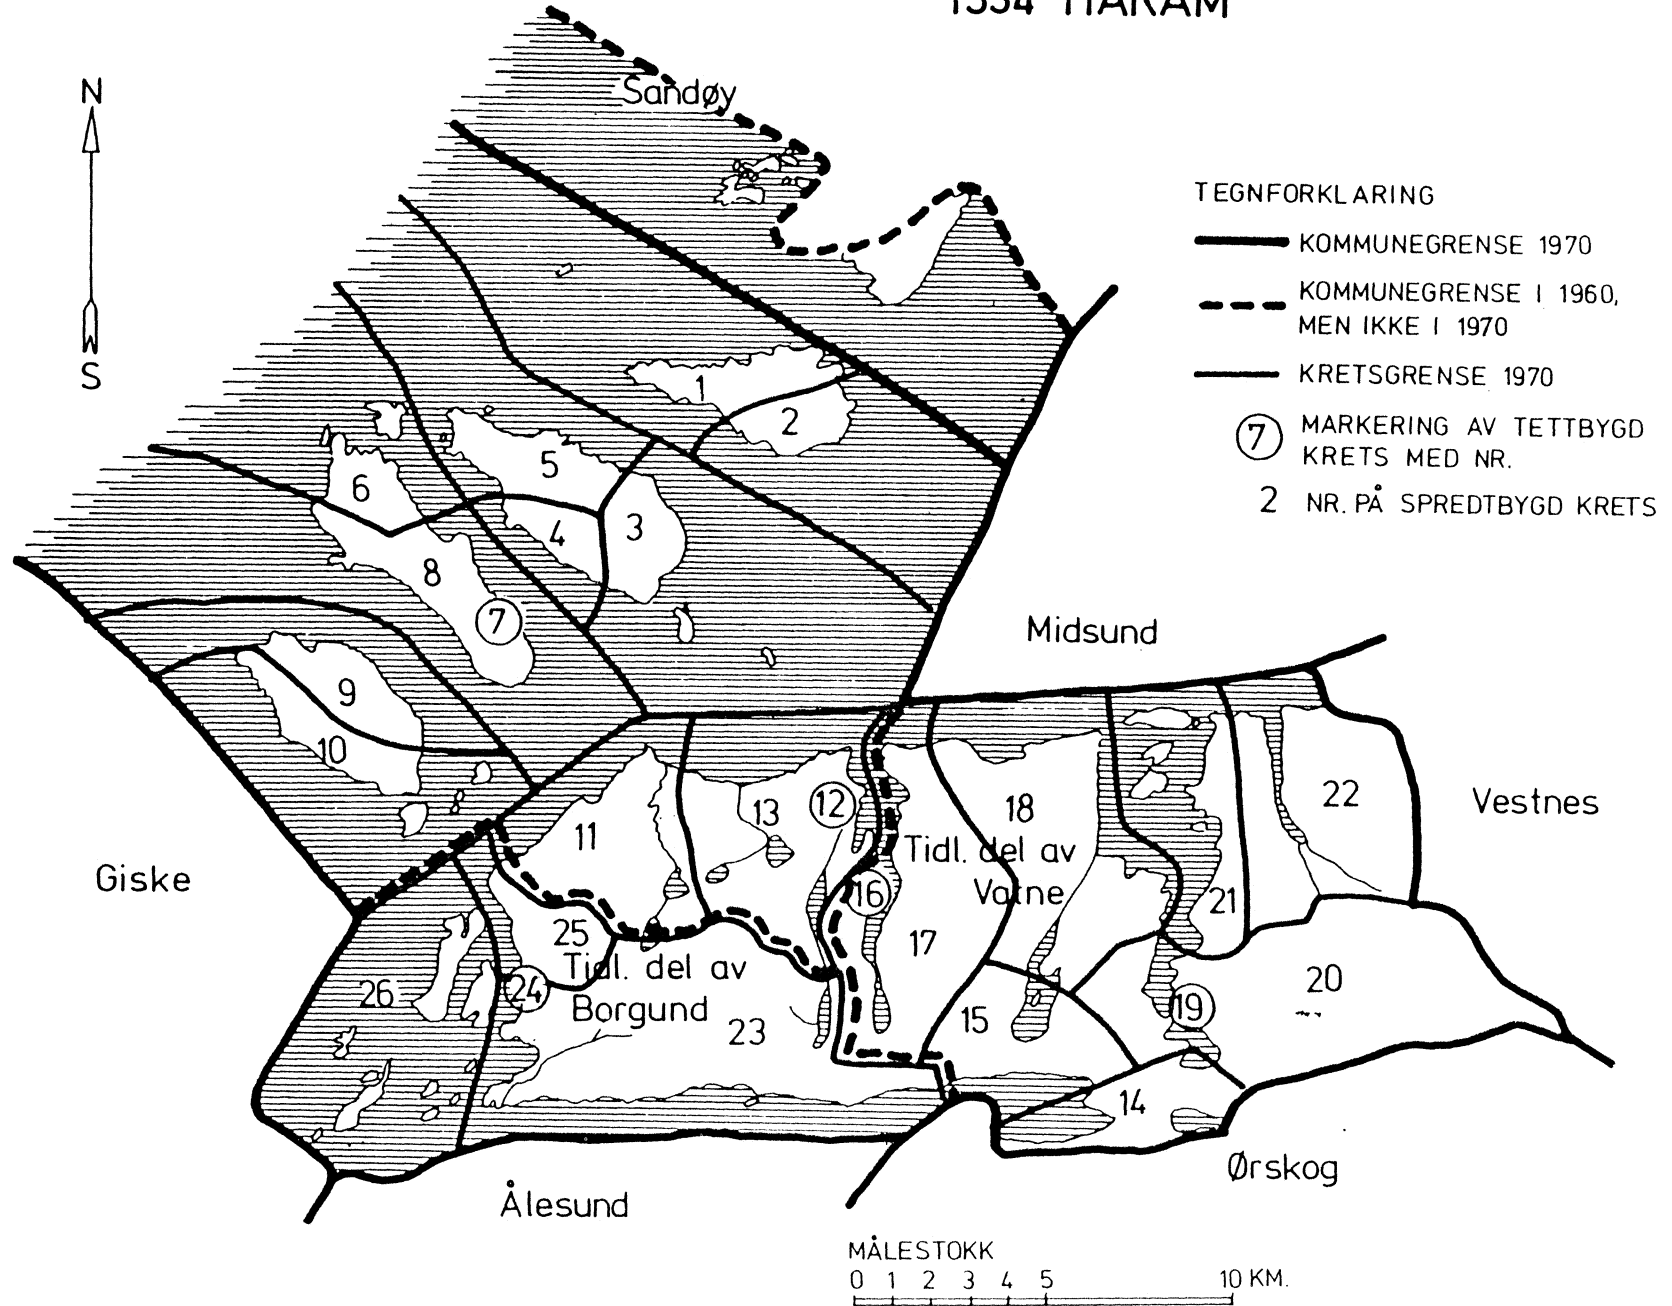 1534 HARAM
N
S
Sandøy
TEGNFORKLARING
KOMMUNEGRENSE 1970
KOMMUNEGRENSE I 1960,
MEN IKKE I 1970
KRETSGRENSE 1970
7 MARKERING AV TETTBYGD
KRETS MED NR.
2 NR. PÅ SPREDTBYGD KRETS
1
2
5
6
3
4
8
7
Midsund
9
10
11
13
12
18
22
Vestnes
Giske
Tidl. del av
Vatne
16
21
25
17
Tidl. del av
Borgund
26
24
23
15
19
20
14
Ørskog
Ålesund
MÅLESTOKK
0 1 2 3 4 5 10 KM.